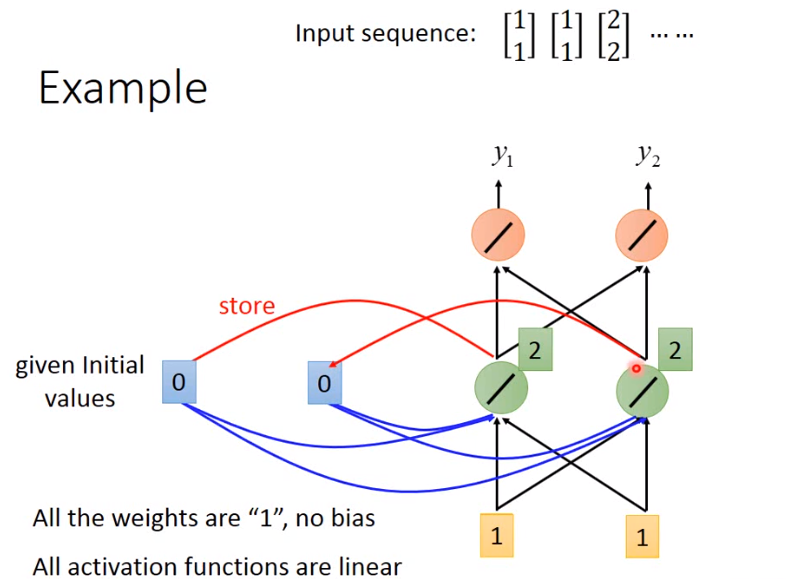 Input sequence: [1 1] [1 1] [2 2] ... ...
Example
y₁ y₂
store
2 2
given Initial
values
0 0
All the weights are "1", no bias
1 1
All activation functions are linear